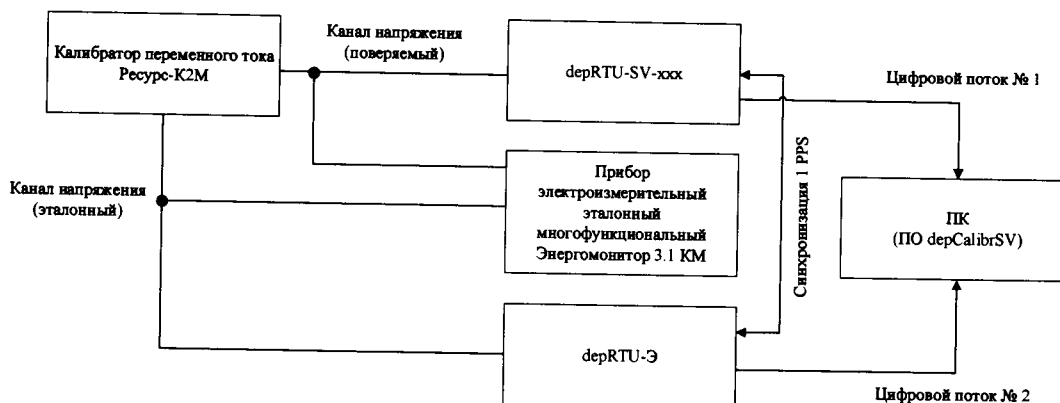 Калибратор переменного тока
Ресурс-К2М
Канал напряжения
(поверяемый)
depRTU-SV-xxx
Цифровой поток № 1
Канал напряжения
(эталонный)
Прибор
электроизмерительный
эталонный
многофункциональный
Энергомонитор 3.1 КМ
Синхронизация 1 PPS
ПК
(ПО depCalibrSV)
depRTU-Э
Цифровой поток № 2